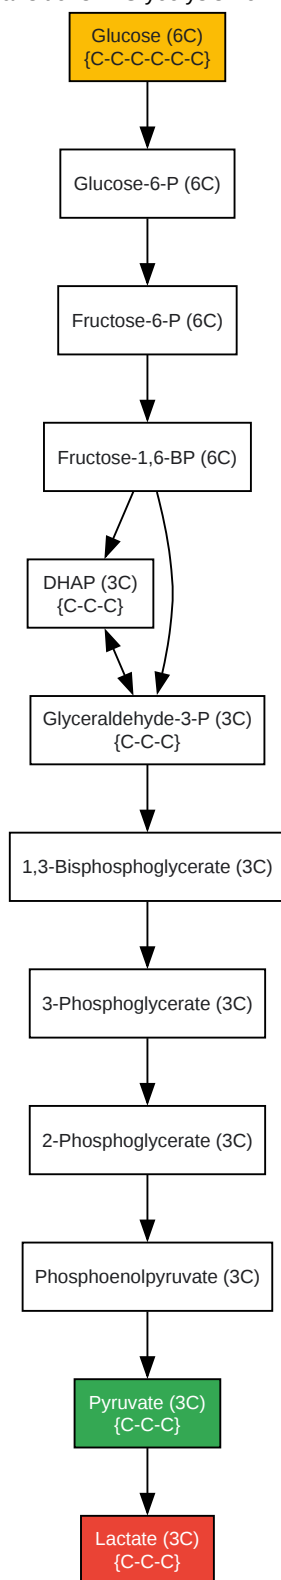 Glucose (6C)
{C-C-C-C-C-C}
Glucose-6-P (6C)
Fructose-6-P (6C)
Fructose-1,6-BP (6C)
DHAP (3C)
{C-C-C}
Glyceraldehyde-3-P (3C)
{C-C-C}
1,3-Bisphosphoglycerate (3C)
3-Phosphoglycerate (3C)
2-Phosphoglycerate (3C)
Phosphoenolpyruvate (3C)
Pyruvate (3C)
{C-C-C}
Lactate (3C)
{C-C-C}